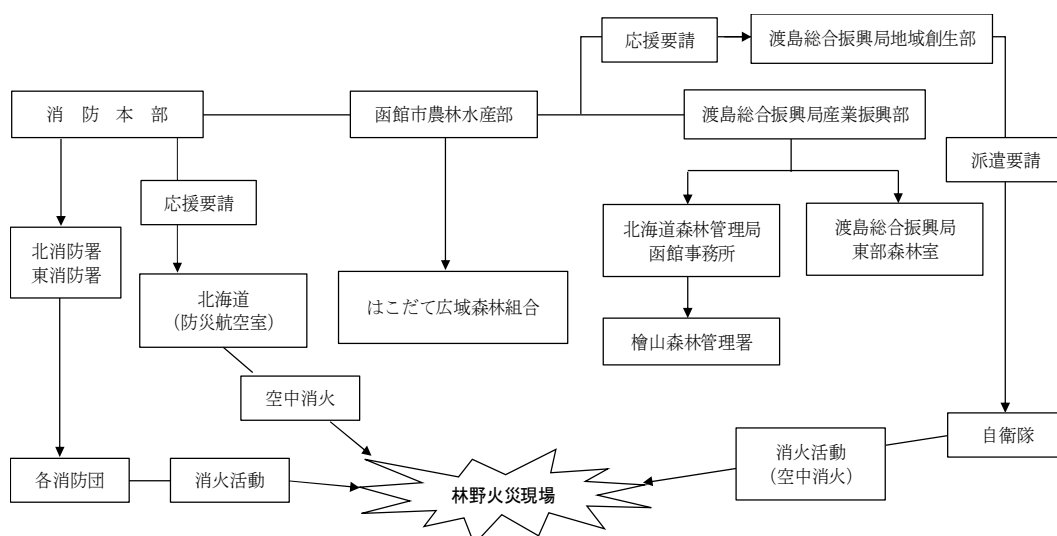 応援要請
渡島総合振興局地域創生部
消　防　本　部
函館市農林水産部
渡島総合振興局産業振興部
派遣要請
応援要請
北消防署
東消防署
北海道
（防災航空室）
はこだて広域森林組合
北海道森林管理局
函館事務所
渡島総合振興局
東部森林室
檜山森林管理署
空中消火
自衛隊
消火活動
（空中消火）
各消防団
消火活動
林野火災現場